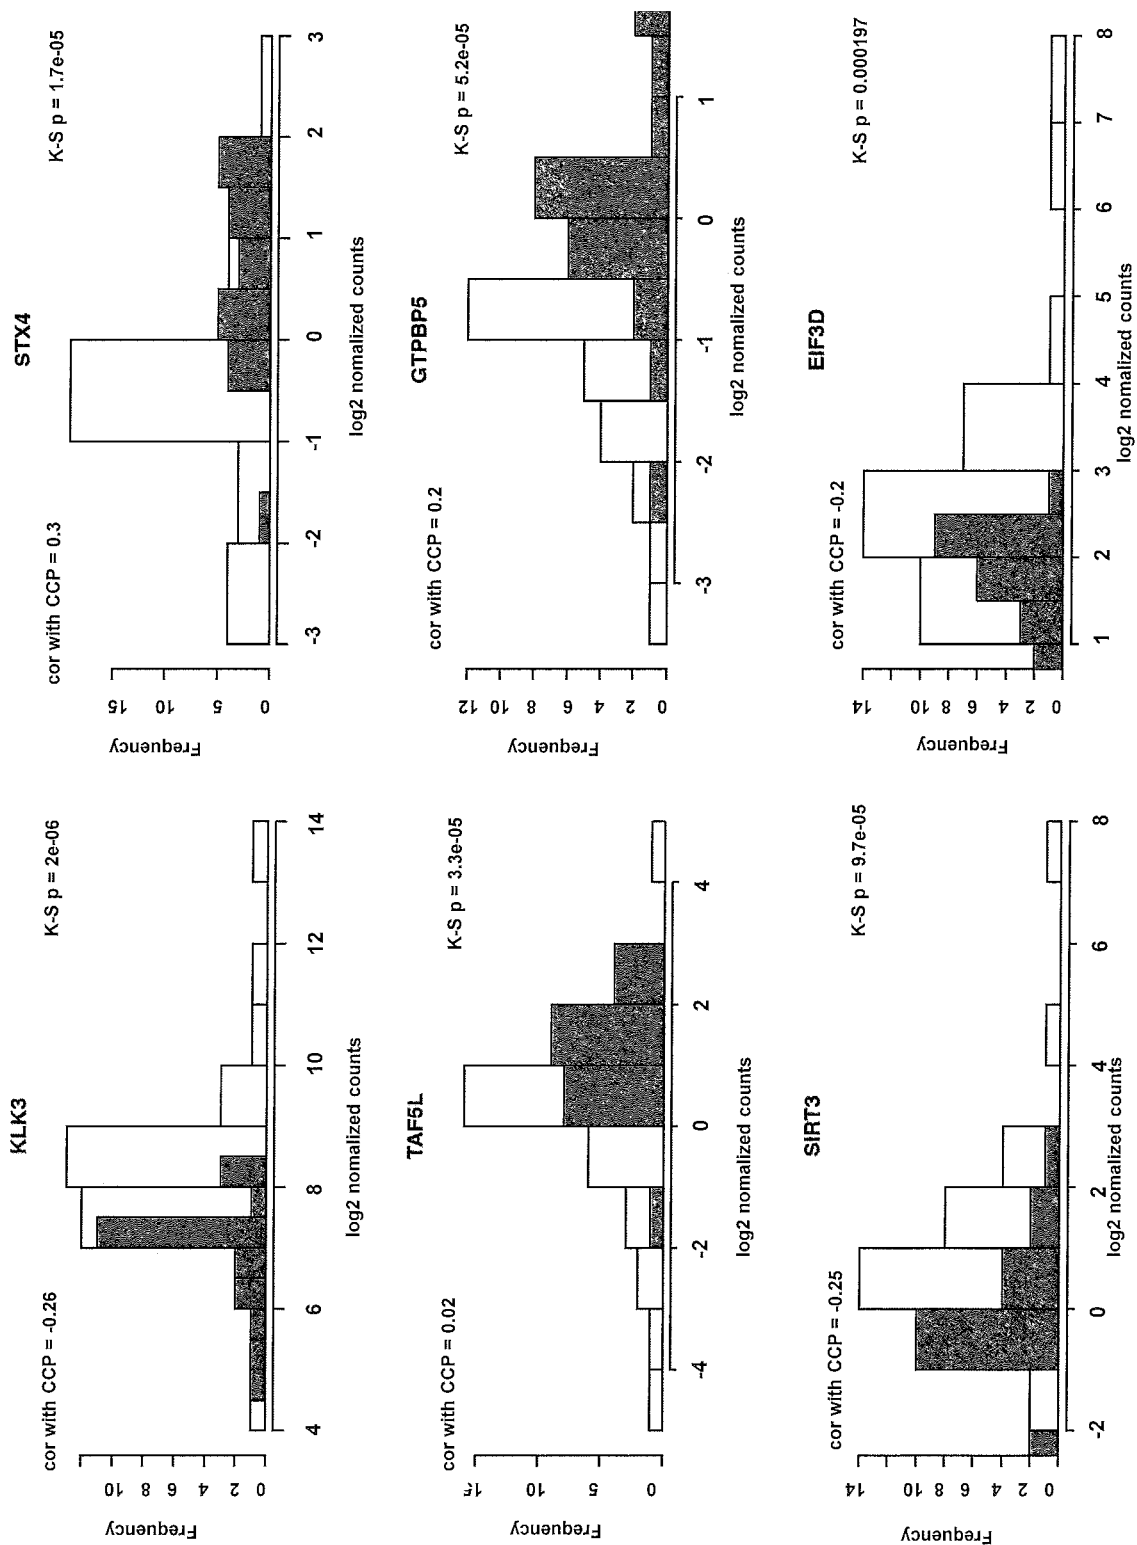 KLK3
cor with CCP = -0.26
K-S p = 2e-06
Frequency
0 2 4 6 8 10
4 6 8 10 12 14
log2 nomalized counts
STX4
cor with CCP = 0.3
K-S p = 1.7e-05
Frequency
0 5 10 15
-3 -2 -1 0 1 2 3
log2 nomalized counts
TAF5L
cor with CCP = 0.02
K-S p = 3.3e-05
Frequency
0 5 10 15
-4 -2 0 2 4
log2 nomalized counts
GTPBP5
cor with CCP = 0.2
K-S p = 5.2e-05
Frequency
0 2 4 6 8 10 12
-3 -2 -1 0 1
log2 nomalized counts
SIRT3
cor with CCP = -0.25
K-S p = 9.7e-05
Frequency
0 2 4 6 8 10 14
-2 0 2 4 6 8
log2 nomalized counts
EIF3D
cor with CCP = -0.2
K-S p = 0.000197
Frequency
0 2 4 6 8 10 14
1 2 3 4 5 6 7 8
log2 nomalized counts